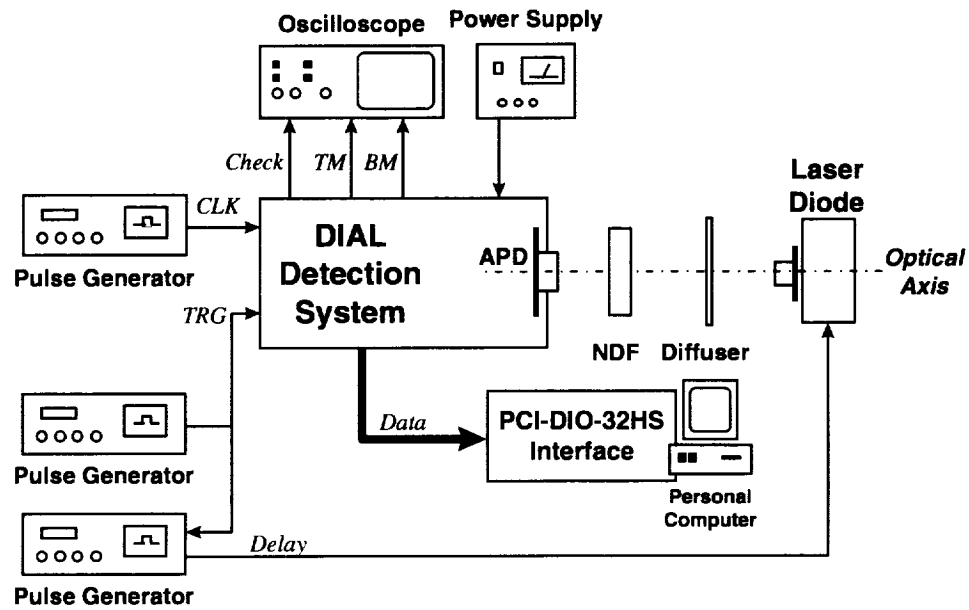 Oscilloscope
Power Supply
Check
TM
BM
CLK
Pulse Generator
DIAL
Detection
System
APD
Laser
Diode
Optical
Axis
TRG
NDF
Diffuser
Pulse Generator
Data
PCI-DIO-32HS
Interface
Personal
Computer
Delay
Pulse Generator